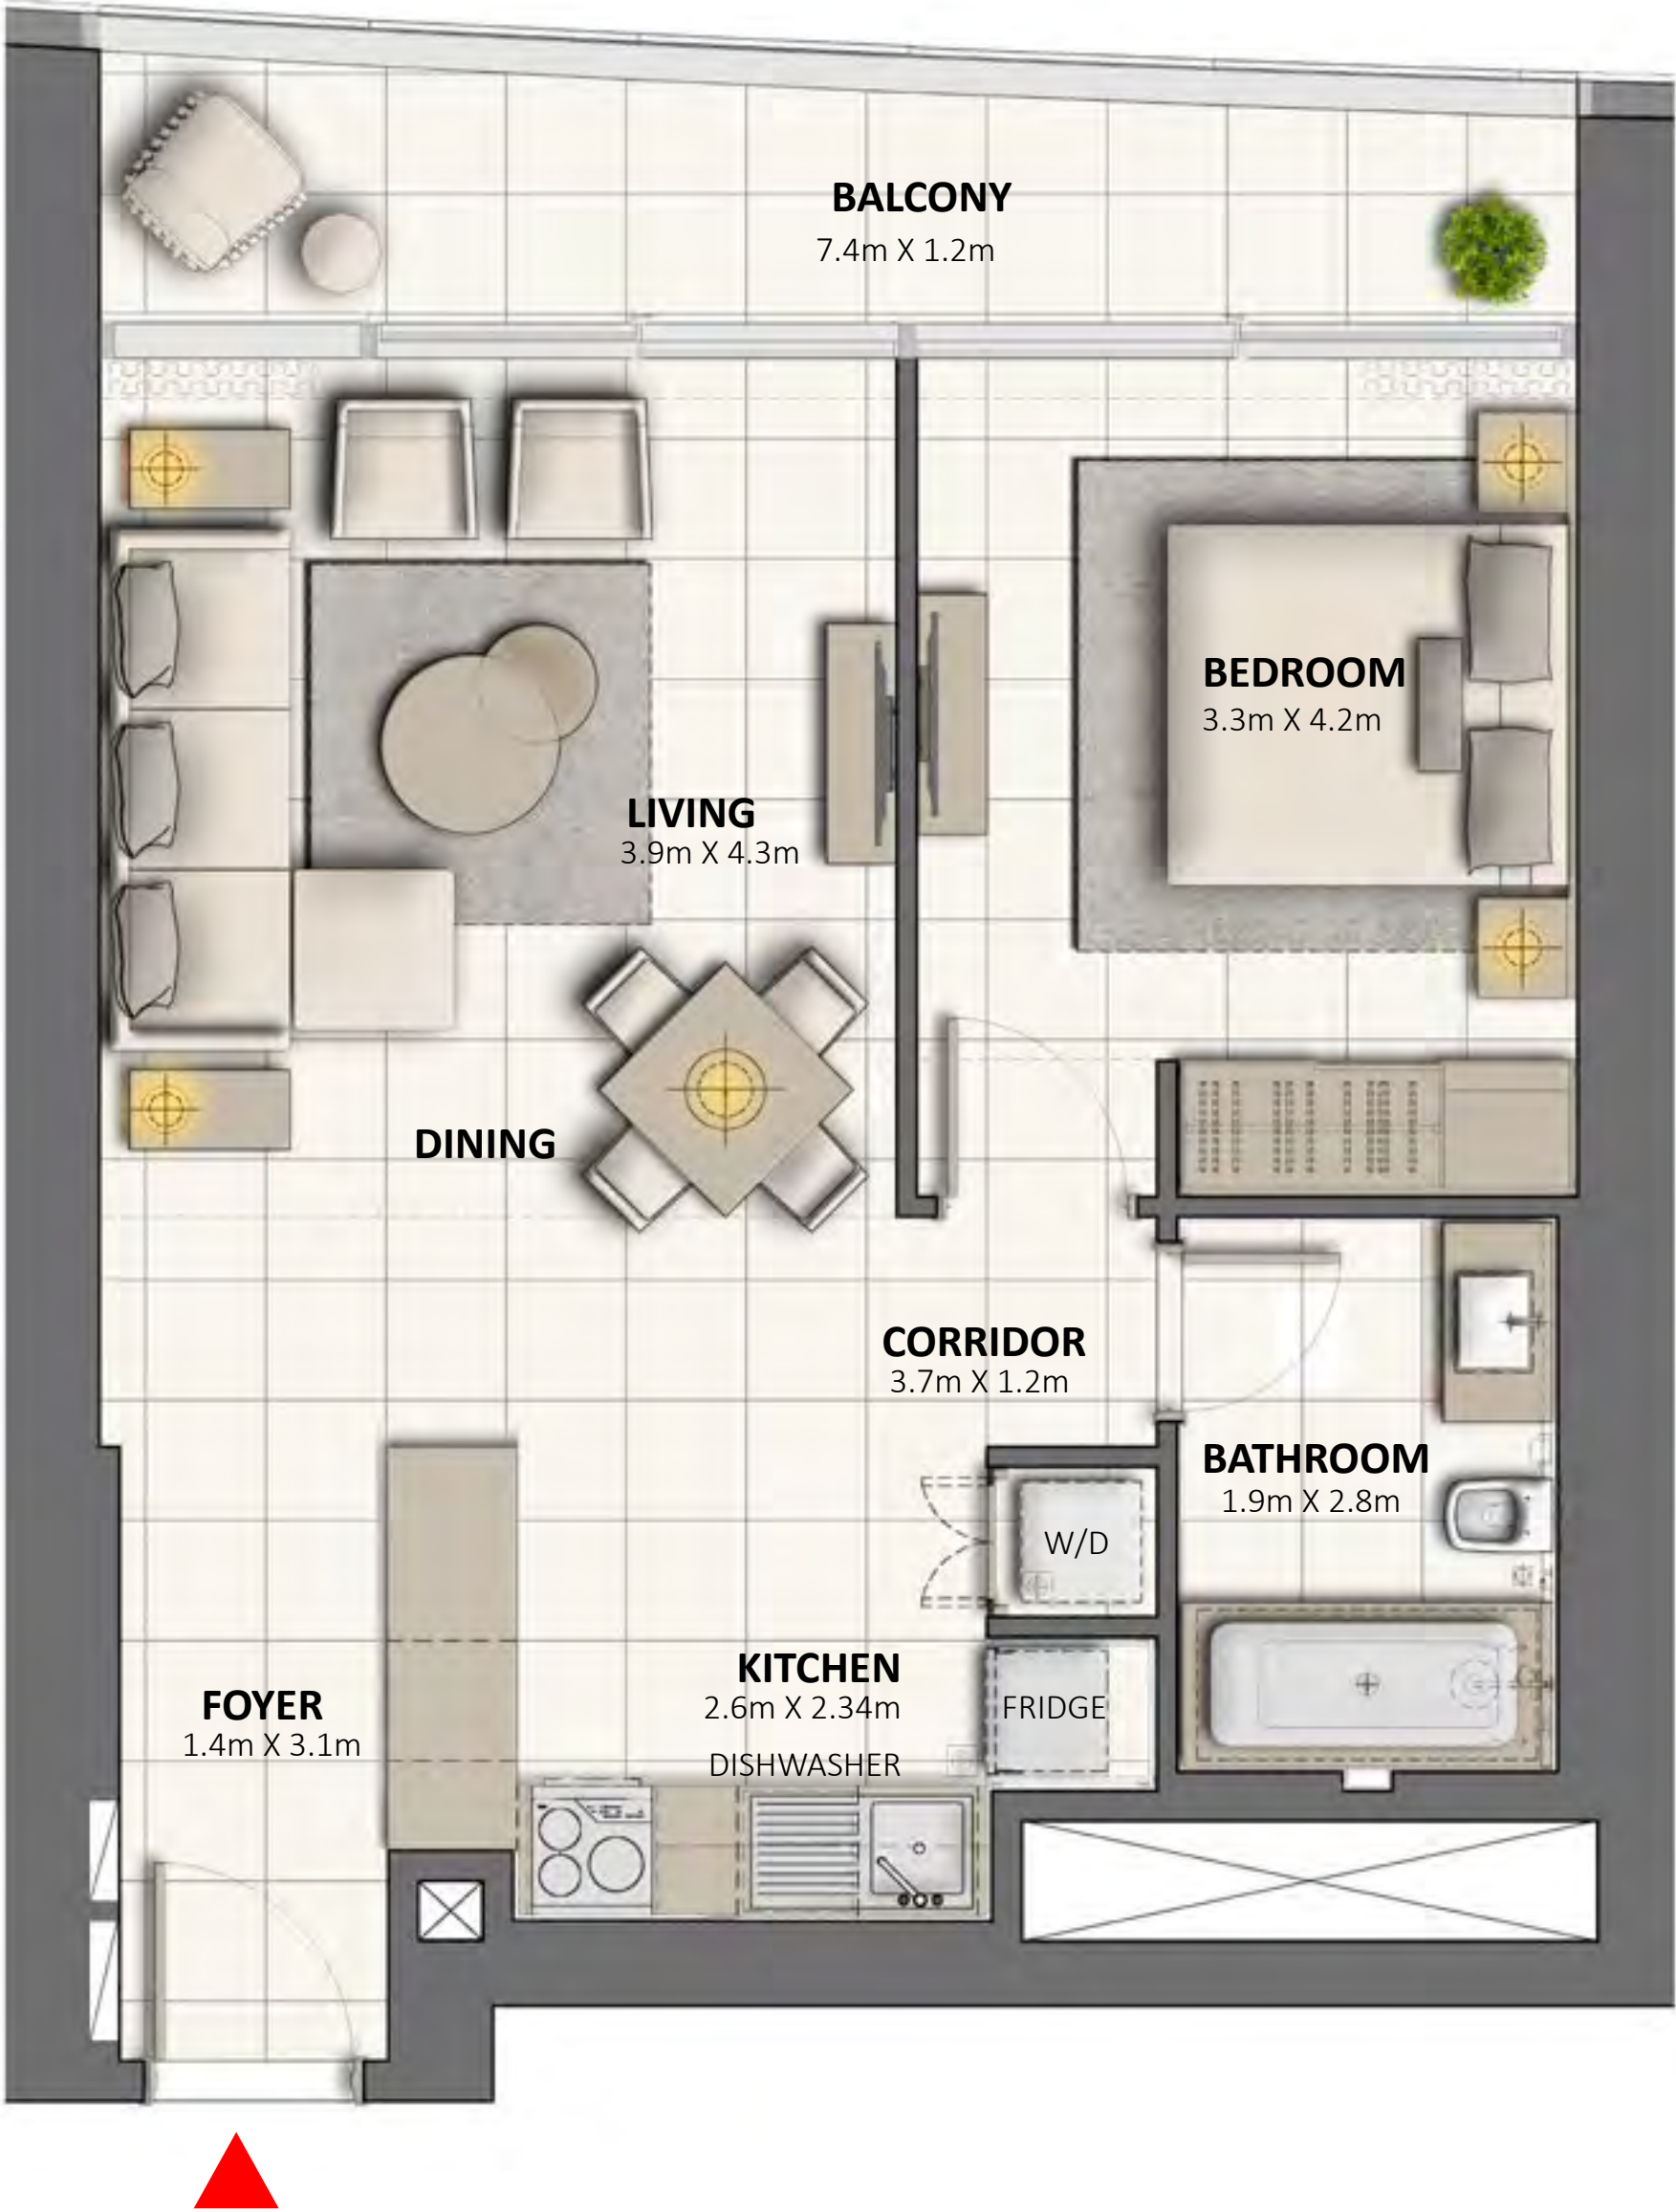 BALCONY
7.4m X 1.2m
BEDROOM
3.3m X 4.2m
LIVING
3.9m X 4.3m
DINING
CORRIDOR
3.7m X 1.2m
BATHROOM
1.9m X 2.8m
W/D
KITCHEN
2.6m X 2.34m
DISHWASHER
FRIDGE
FOYER
1.4m X 3.1m